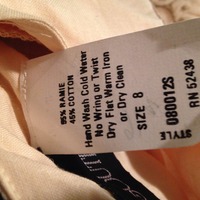 55% RAMIE
45% COTTON
Hand Wash Cold Water
No Wring or Twist
Dry Flat Warm Iron
or Dry Clean
SIZE 8
STYLE 080012S
RN 52438